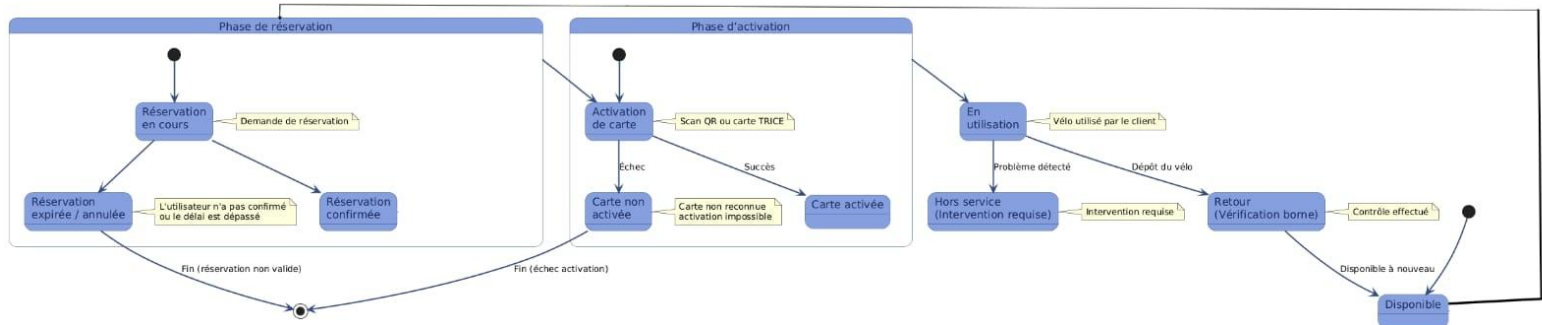 Phase de réservation
Phase d'activation
Réservation
en cours
Demande de réservation
Activation
de carte
Scan QR ou carte TRICE
En
utilisation
Vélo utilisé par le client
Échec
Succès
Problème détecté
Dépôt du vélo
Réservation
expirée / annulée
L'utilisateur n'a pas confirmé
ou le délai est dépassé
Réservation
confirmée
Carte non
activée
Carte non reconnue
activation impossible
Carte activée
Hors service
(Intervention requise)
Intervention requise
Retour
(Vérification borne)
Contrôle effectué
Fin (réservation non valide)
Fin (échec activation)
Disponible à nouveau
Disponible